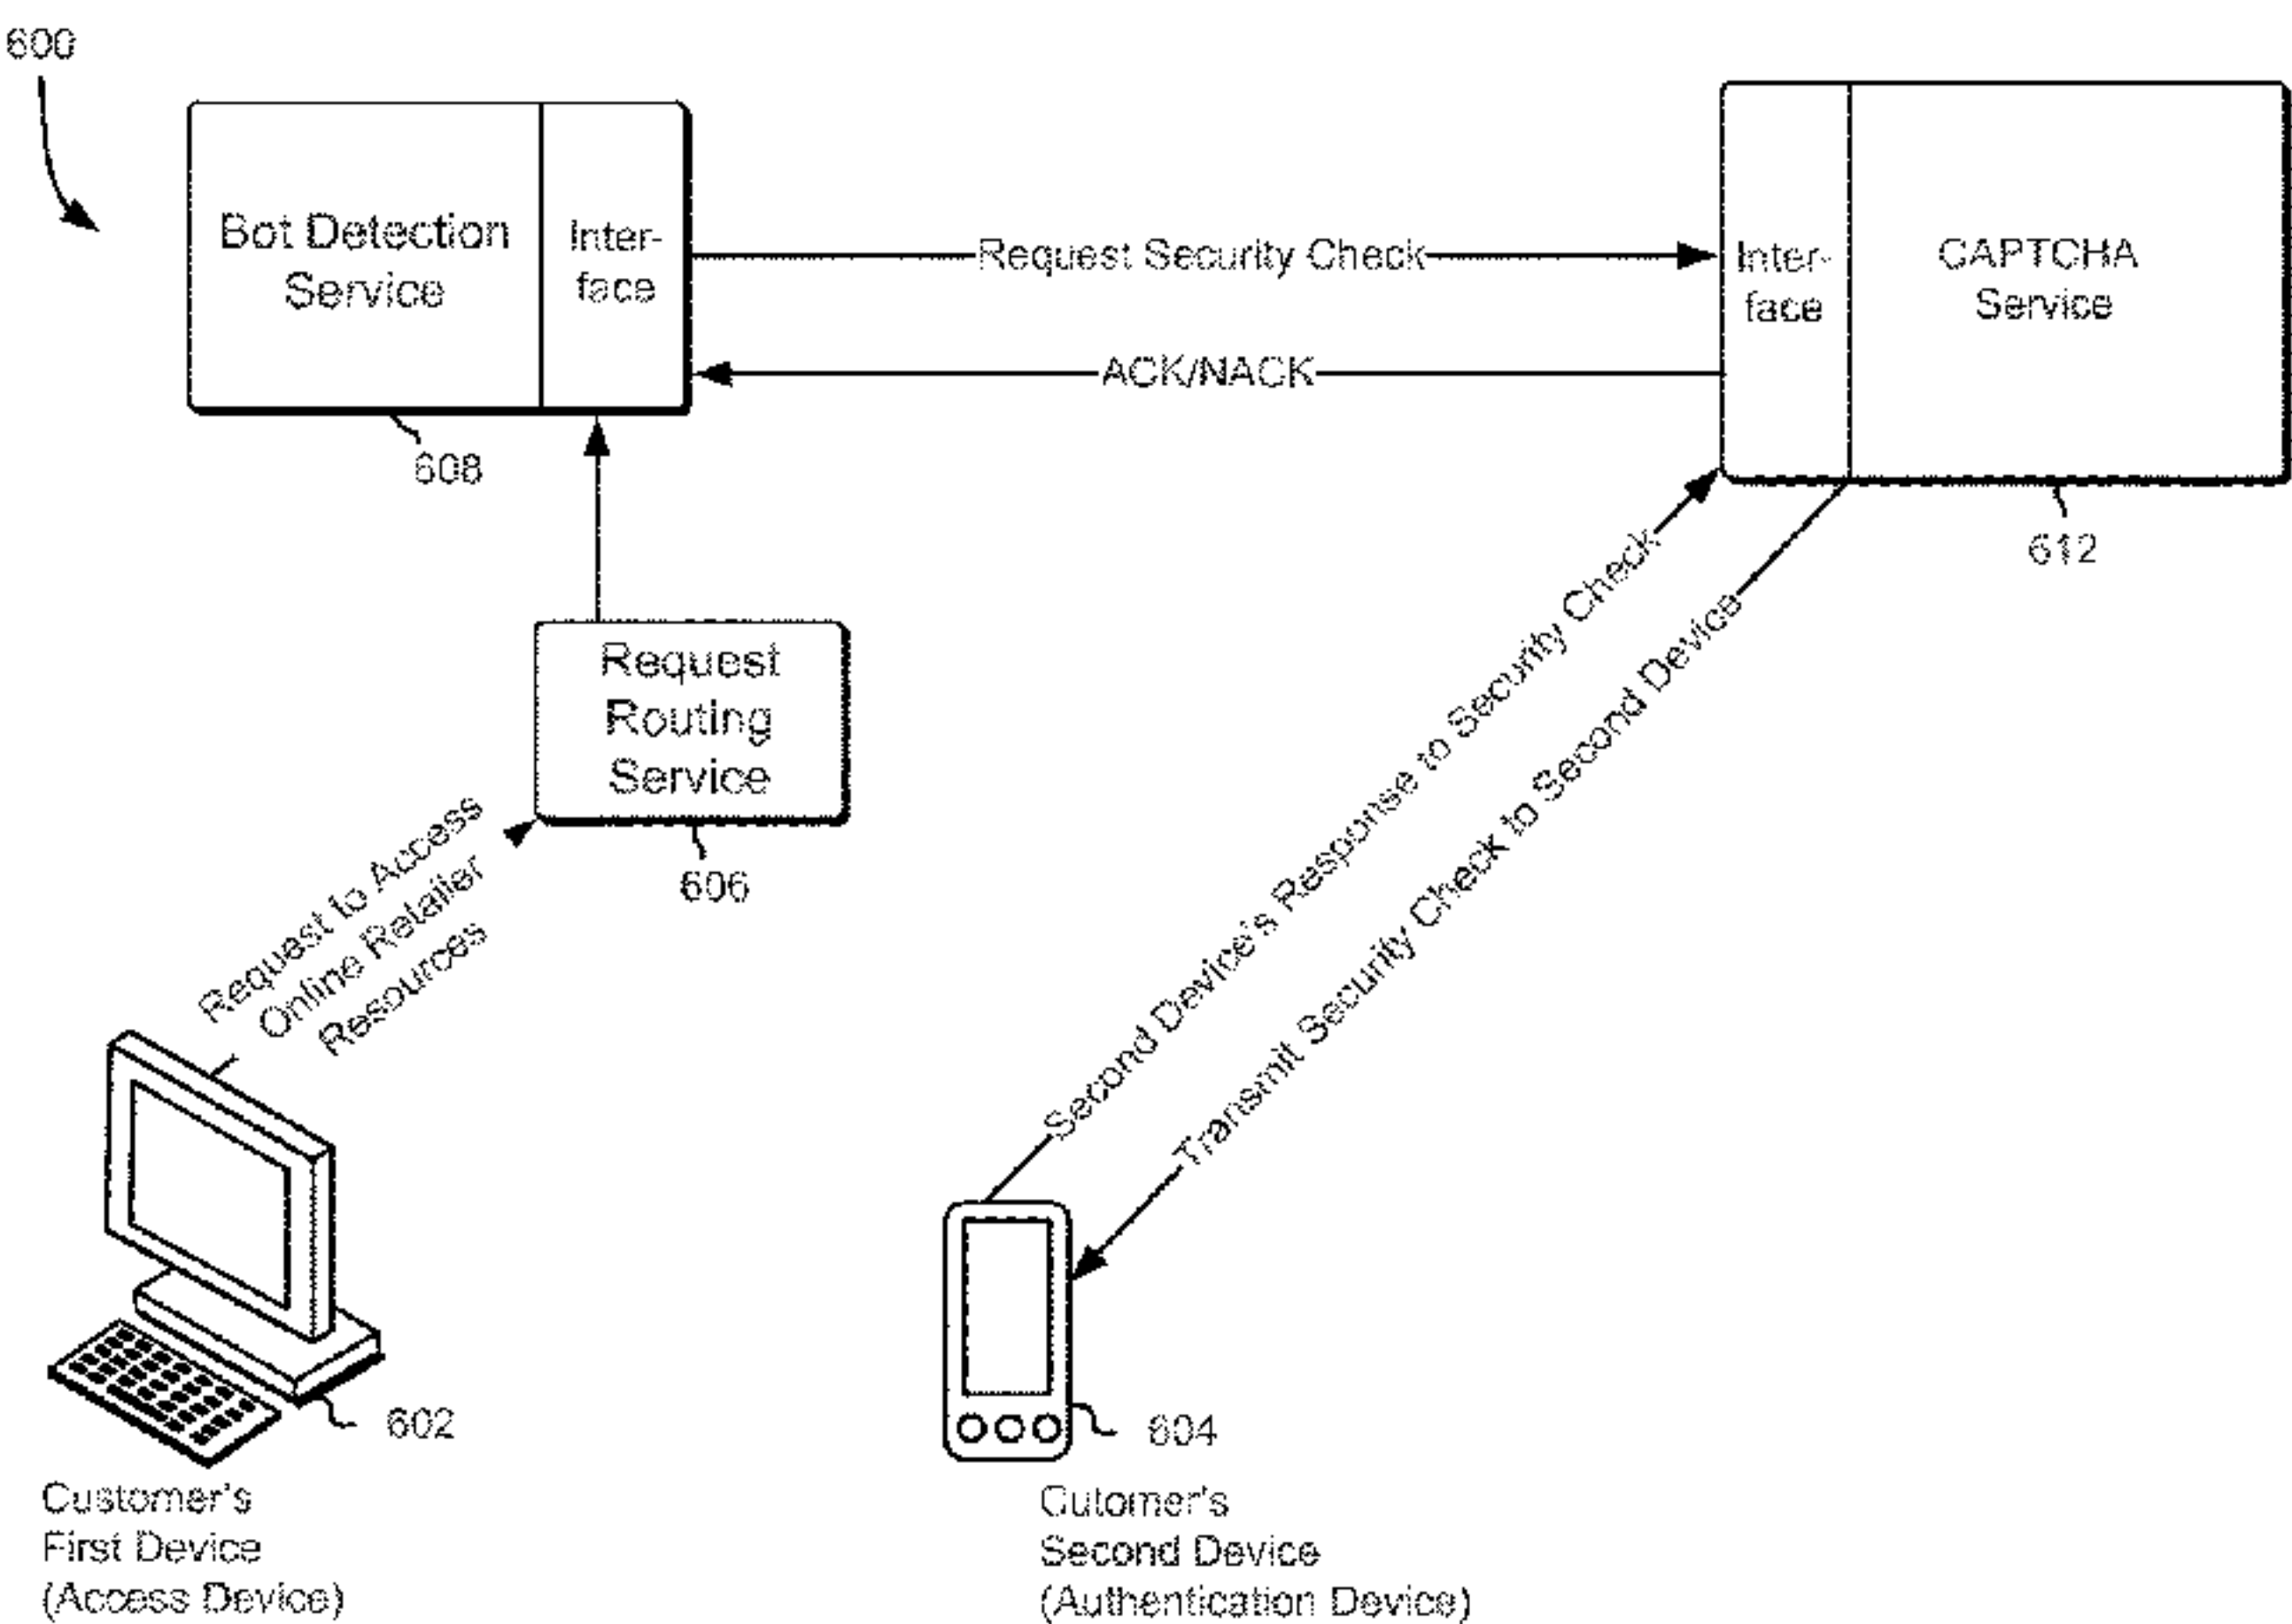 600
Bot Detection
Service
Inter-
face
Request Security Check
ACK/NACK
Inter-
face
CAPTCHA
Service
608
612
Request
Routing
Service
606
Request to Access
Online Retailer
Resources
Second Device's Response to Security Check
Transmit Security Check to Second Device
602
604
Customer's
First Device
(Access Device)
Cutomer's
Second Device
(Authentication Device)